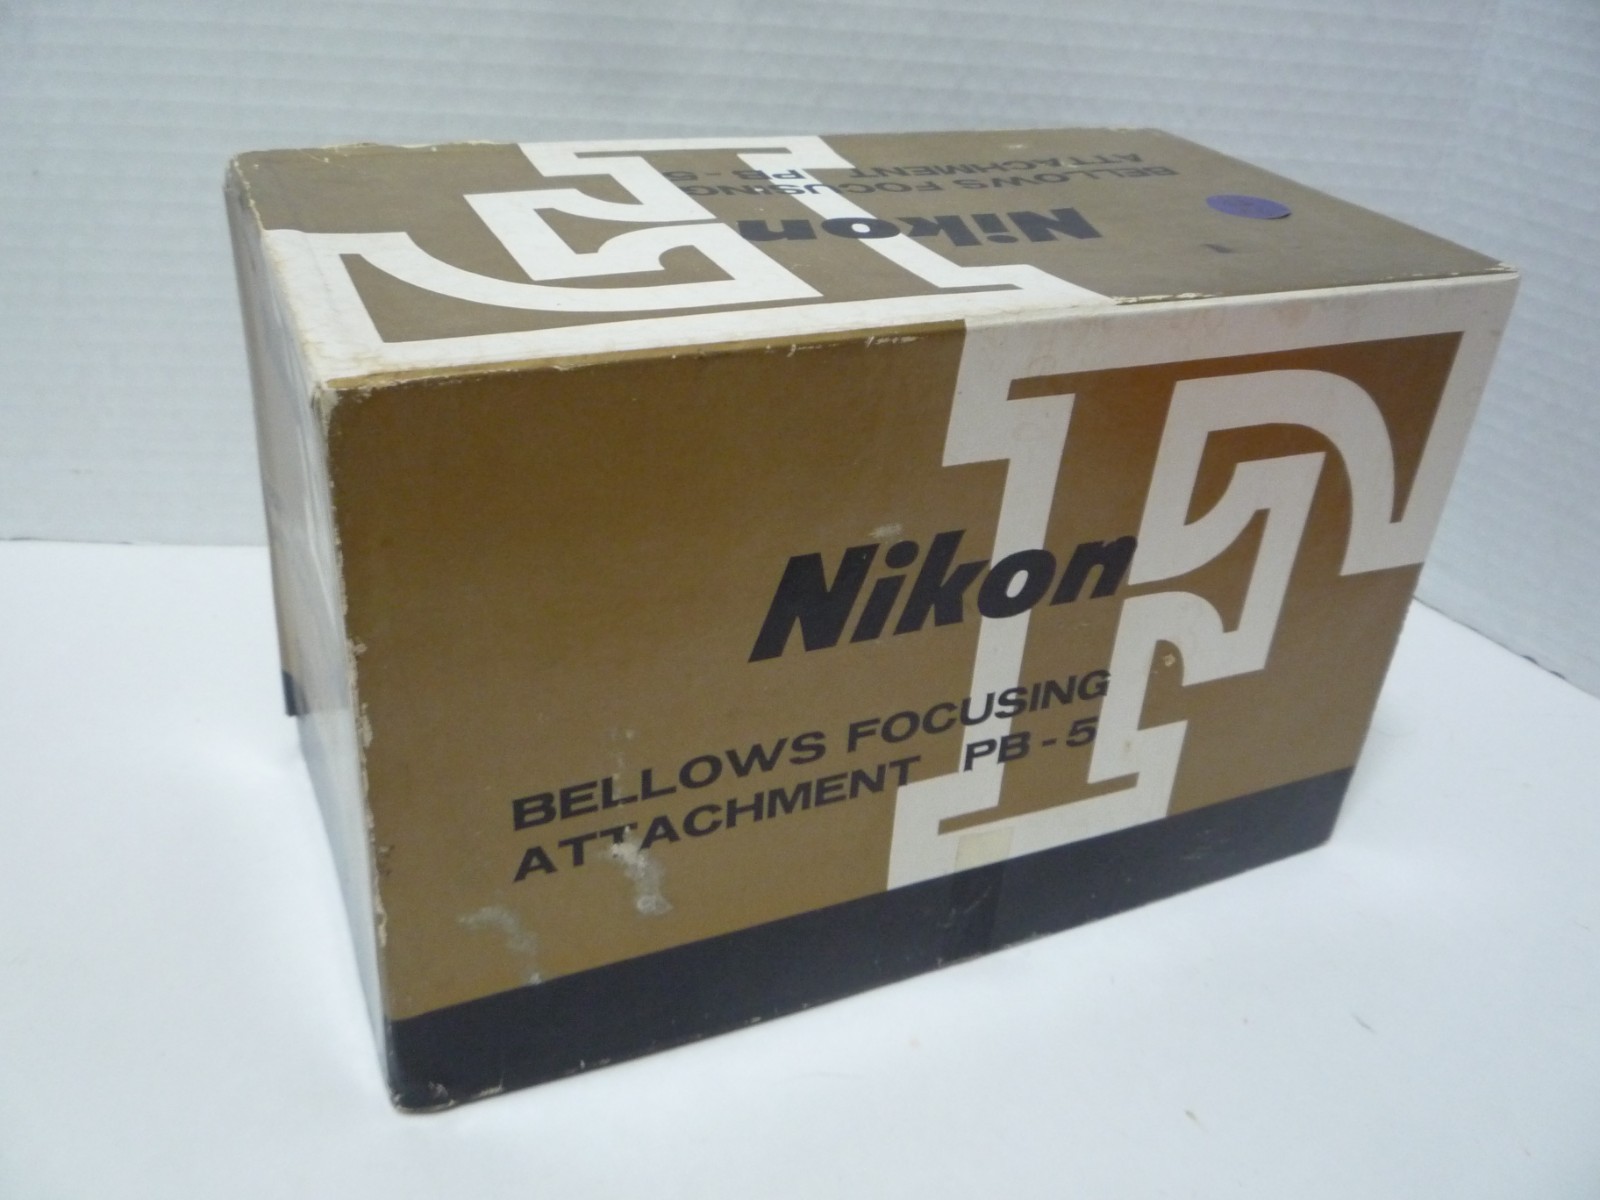 BELLOWS FOCUSING
ATTACHMENT PB-5
Nikon
F
Nikon
BELLOWS FOCUSING
ATTACHMENT PB-5
F